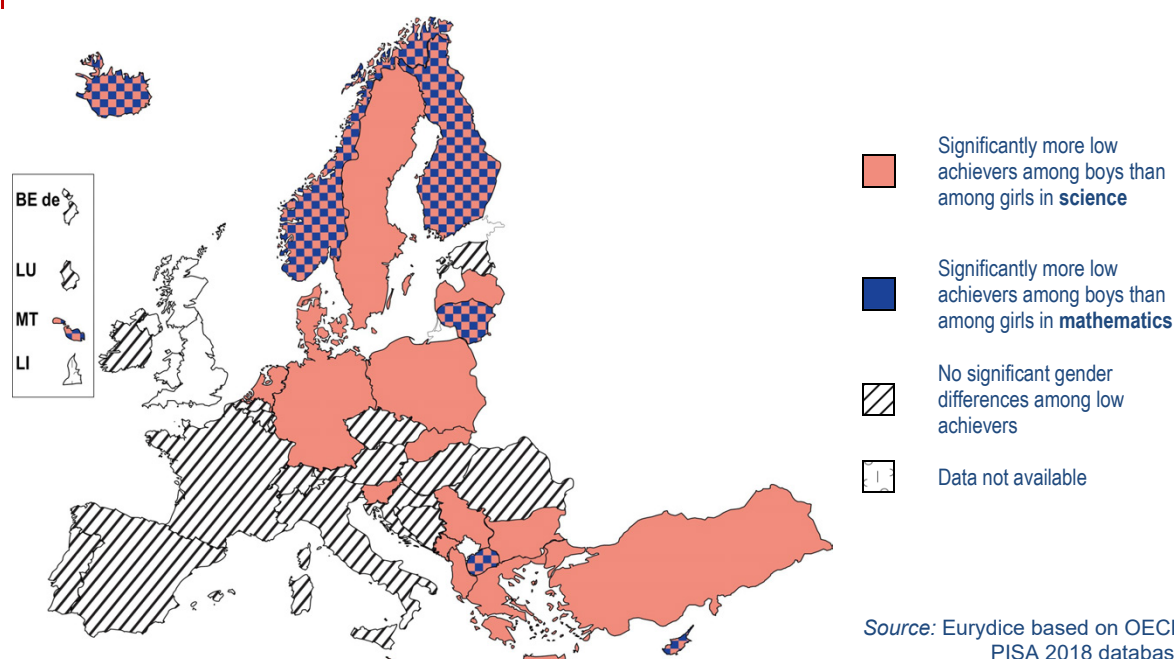 BE de
LU
MT
LI
Significantly more low
achievers among boys than
among girls in science
Significantly more low
achievers among boys than
among girls in mathematics
No significant gender
differences among low
achievers
Data not available
Source: Eurydice based on OECD
PISA 2018 databas